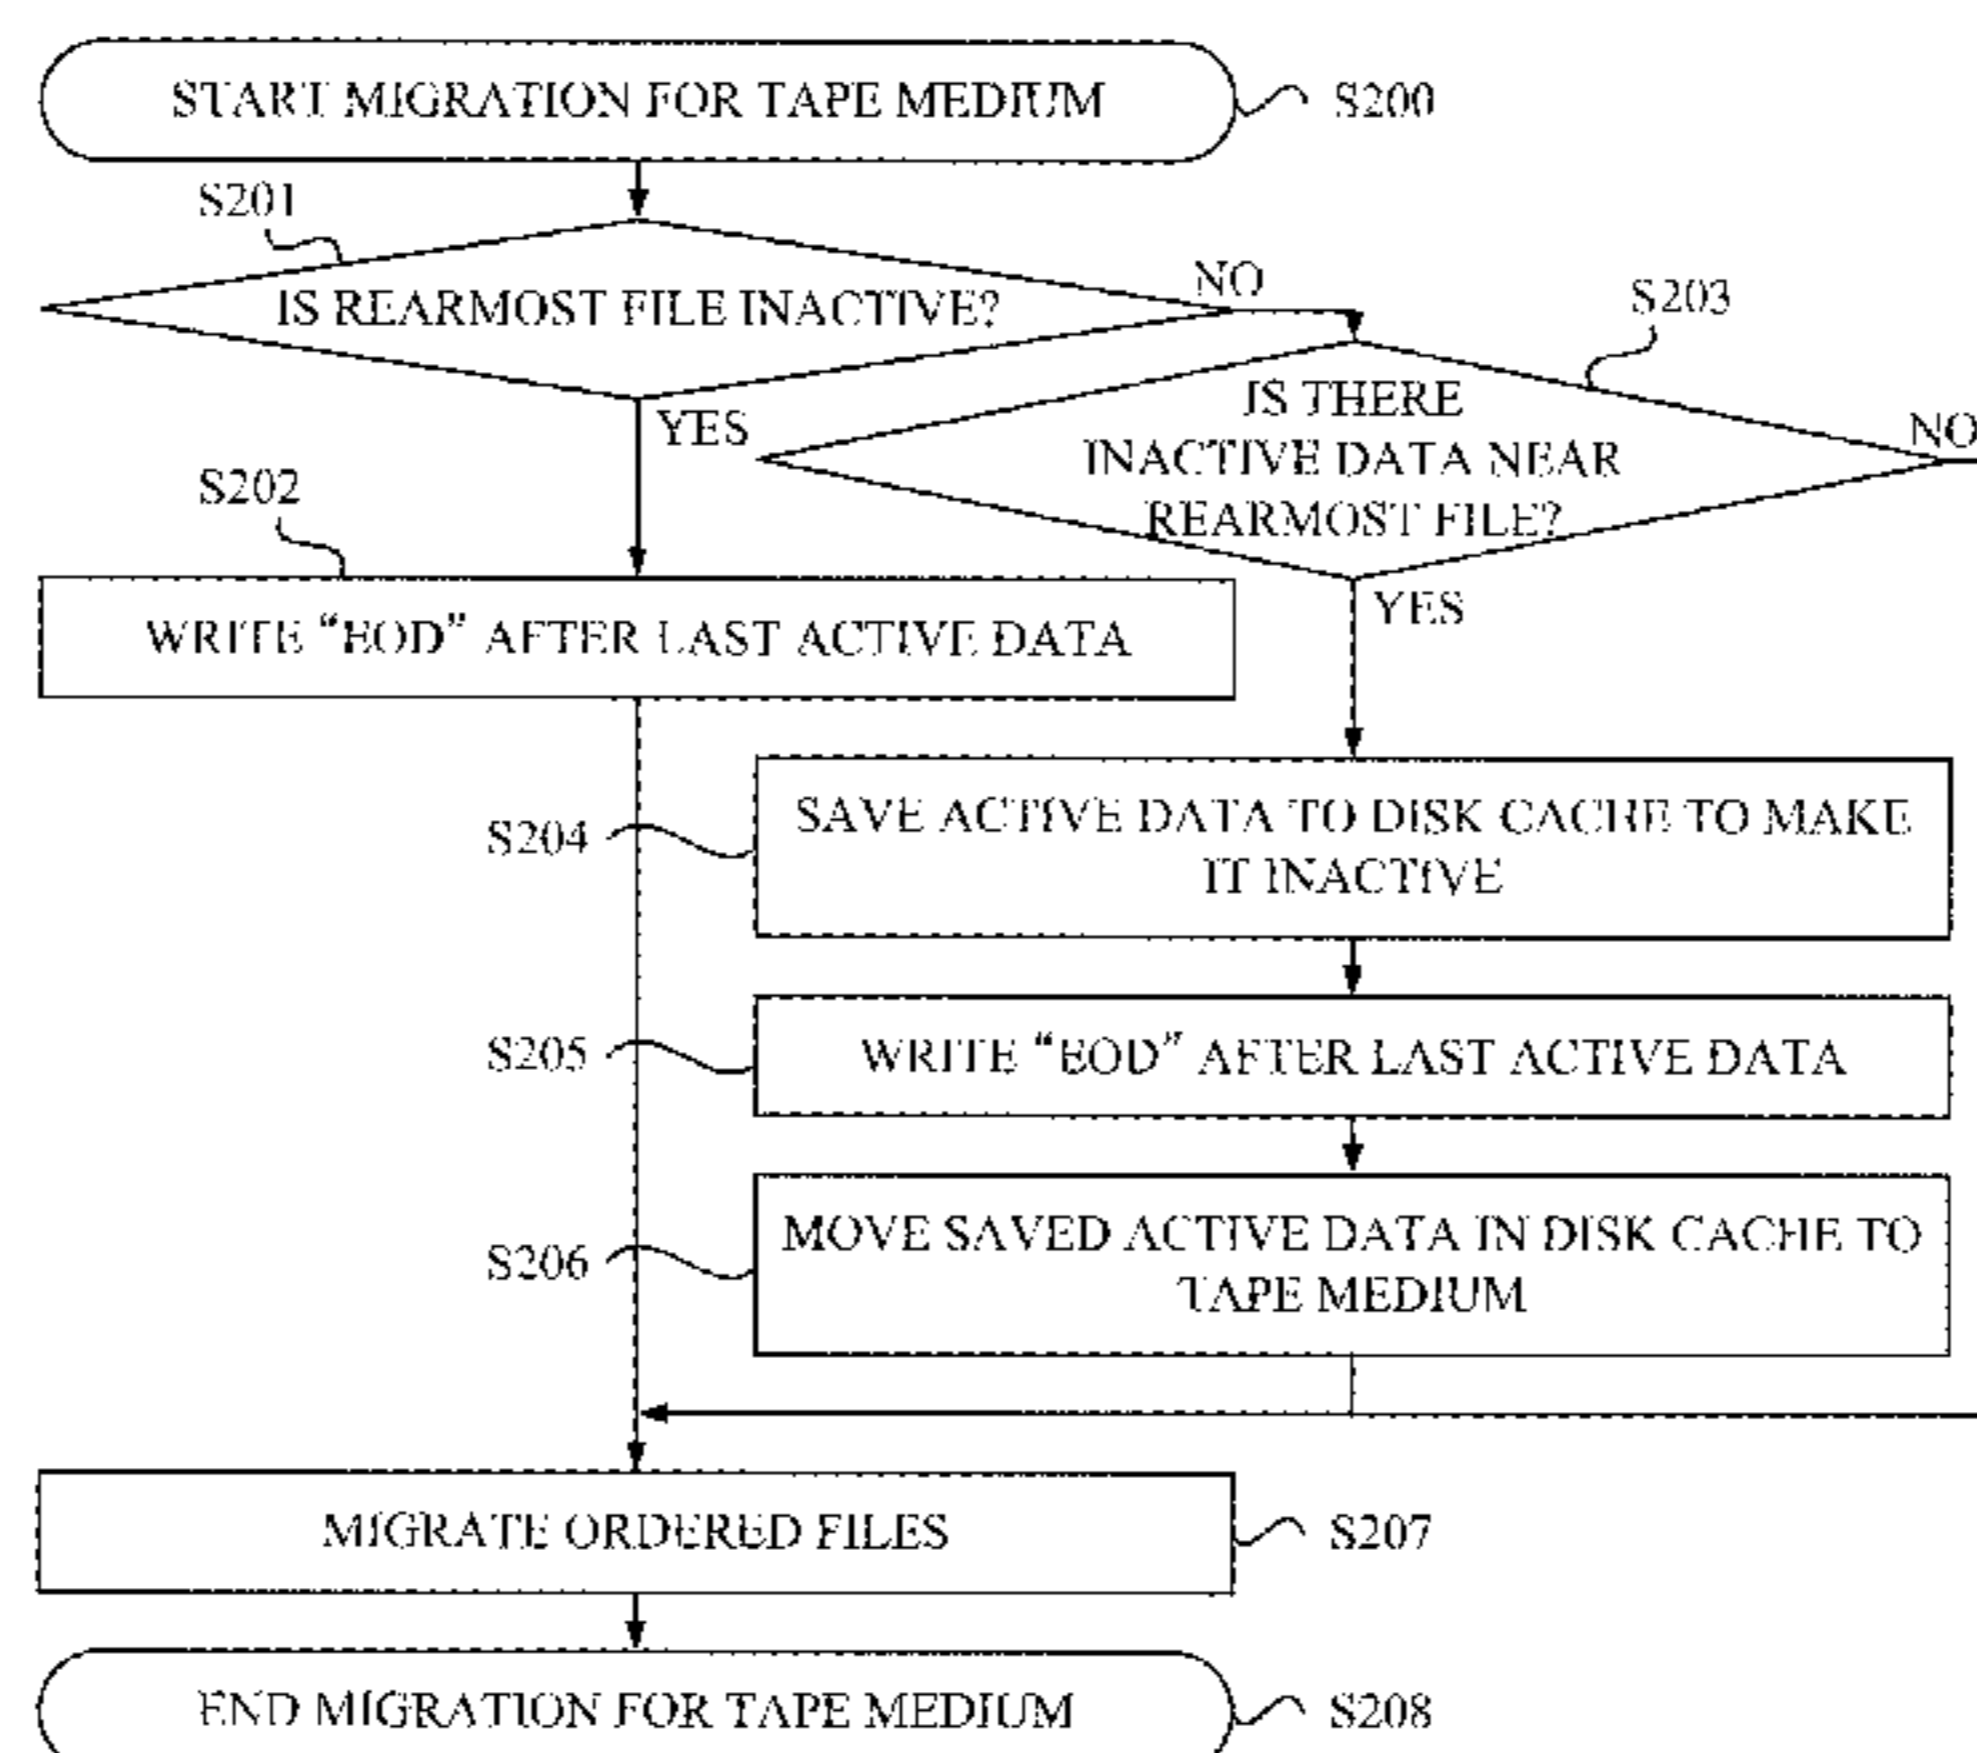 START MIGRATION FOR TAPE MEDIUM
S200
S201
IS REARMOST FILE INACTIVE?
NO
S203
YES
IS THERE
INACTIVE DATA NEAR
REARMOST FILE?
NO
S202
WRITE “EOD” AFTER LAST ACTIVE DATA
YES
S204
SAVE ACTIVE DATA TO DISK CACHE TO MAKE
IT INACTIVE
S205
WRITE “EOD” AFTER LAST ACTIVE DATA
S206
MOVE SAVED ACTIVE DATA IN DISK CACHE TO
TAPE MEDIUM
MIGRATE ORDERED FILES
S207
END MIGRATION FOR TAPE MEDIUM
S208